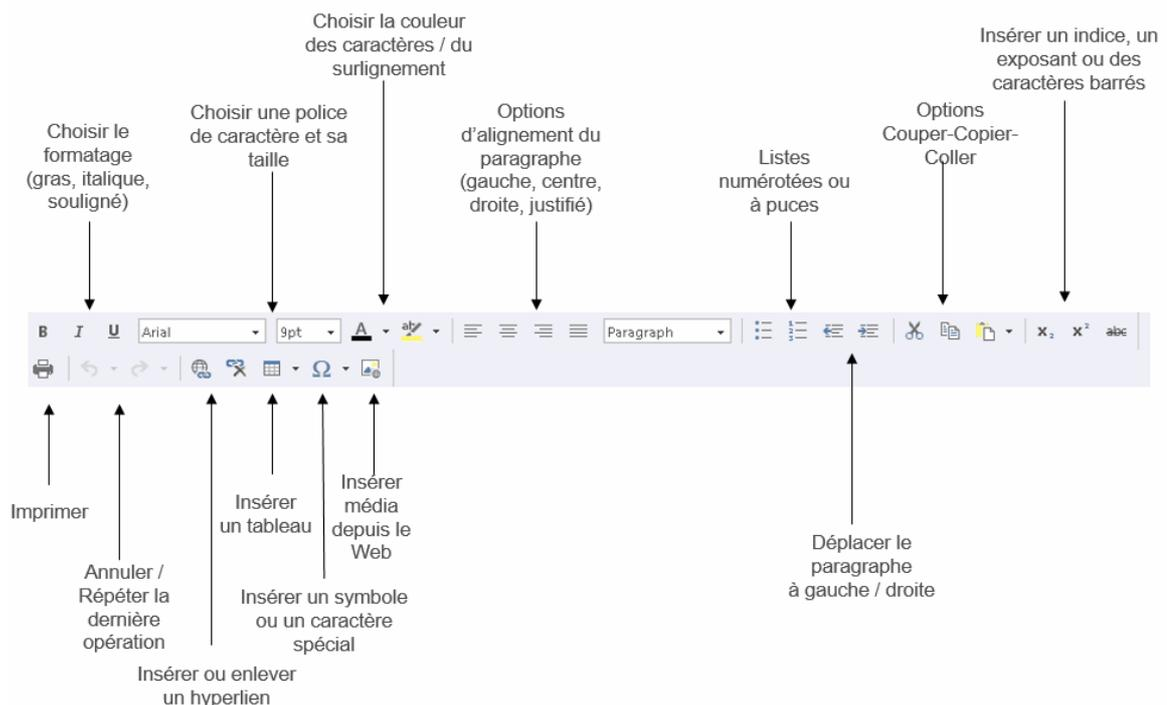 Choisir la couleur
des caractères / du
surlignement
Insérer un indice, un
exposant ou des
caractères barrés
Choisir une police
de caractère et sa
taille
Options
d’alignement du
paragraphe
(gauche, centre,
droite, justifié)
Options
Couper-Copier-
Coller
Choisir le
formatage
(gras, italique,
souligné)
Listes
numérotées ou
à puces
B I U Arial 9pt A ab Paragraph 1 2 3 x₂ x² abc
Ω
Imprimer
Annuler /
Répéter la
dernière
opération
Insérer ou enlever
un hyperlien
Insérer
un tableau
Insérer un symbole
ou un caractère
spécial
Insérer
média
depuis le
Web
Déplacer le
paragraphe
à gauche / droite